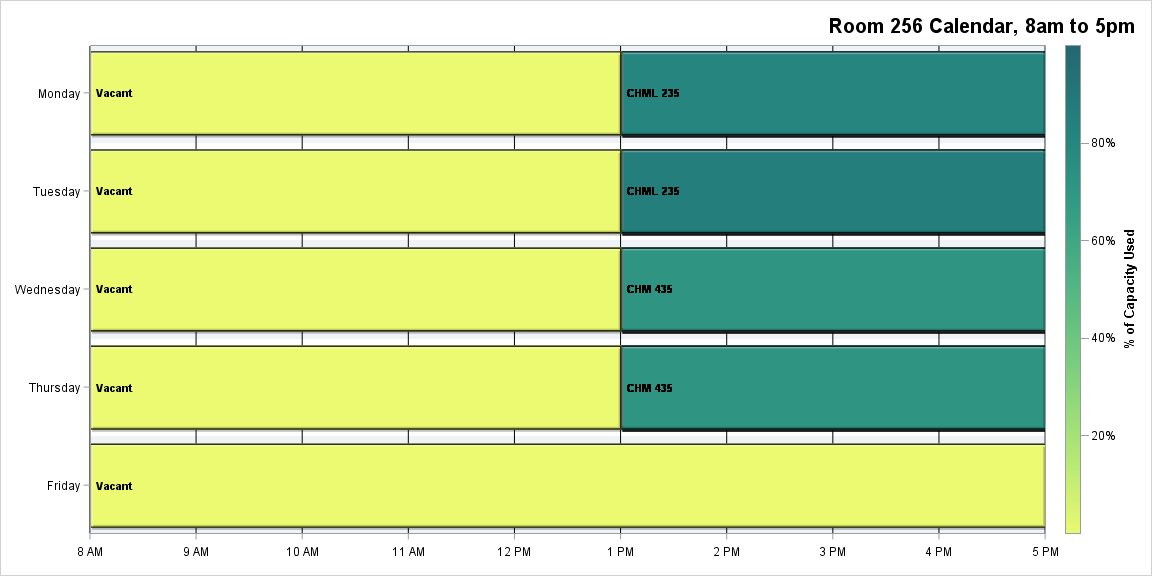 Room 256 Calendar, 8am to 5pm
Monday
Vacant
CHML 235
Tuesday
Vacant
CHML 235
Wednesday
Vacant
CHM 435
Thursday
Vacant
CHM 435
Friday
Vacant
8 AM
9 AM
10 AM
11 AM
12 PM
1 PM
2 PM
3 PM
4 PM
5 PM
80%
60%
40%
20%
% of Capacity Used